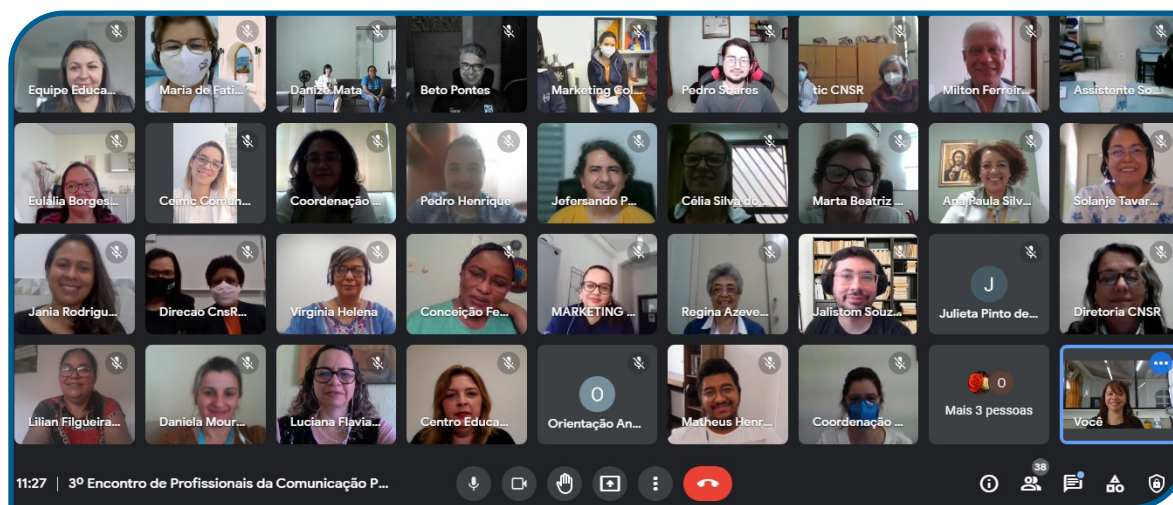 Equipe Educa...
Maria de Fati...
Danizê Mata
Beto Pontes
Marketing Col...
Pedro Soares
tic CNSR
Milton Ferreir...
Assistente So...
Eulália Borges...
Ceimc Comun...
Coordenação ...
Pedro Henrique
Jefersando P...
Célia Silva do ...
Marta Beatriz ...
Ana Paula Silv...
Solanje Tavar...
Jania Rodrigu...
Direcao CnsR...
Virgínia Helena
Conceição Fe...
MARKETING ...
Regina Azeve...
Jalistom Souz...
J
Julieta Pinto de...
Diretoria CNSR
Lilian Filgueira...
Daniela Mour...
Luciana Flavia...
Centro Educa...
O
Orientação An...
Matheus Henr...
Coordenação ...
O
Mais 3 pessoas
Você
11:27 | 3º Encontro de Profissionais da Comunicação P...
38